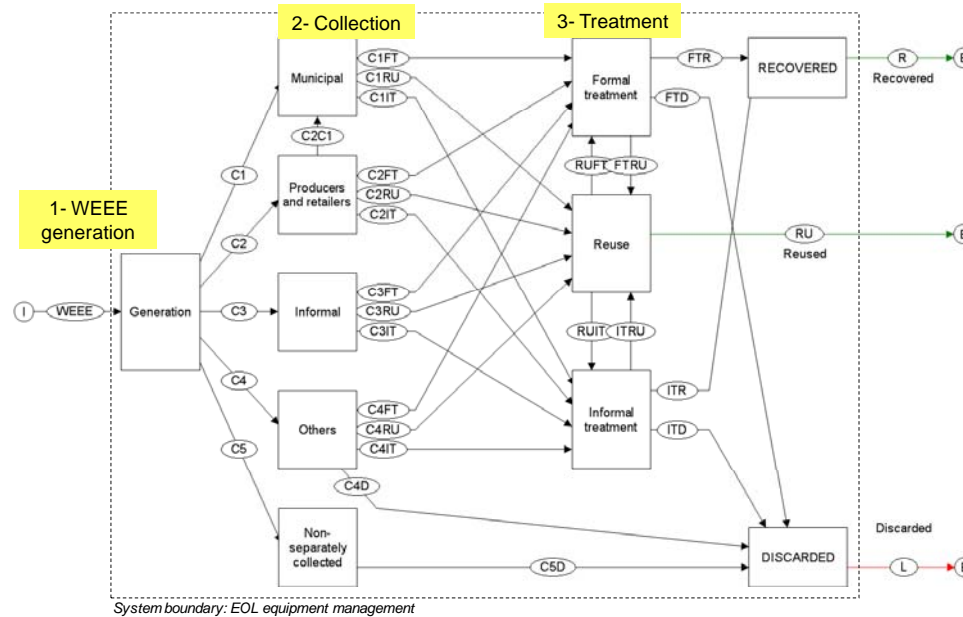 2- Collection
3- Treatment
Municipal
C1FT
C1RU
C1IT
Formal
treatment
FTR
FTD
RECOVERED
R
Recovered
E
C2C1
C1
Producers
and retailers
C2FT
C2RU
C2IT
RUFT
FTRU
1- WEEE
generation
C2
Reuse
RU
Reused
E
I
WEEE
Generation
C3
Informal
C3FT
C3RU
C3IT
RUIT
ITRU
C4
Others
C4FT
C4RU
C4IT
Informal
treatment
ITR
ITD
C5
C4D
Non-
separately
collected
C5D
DISCARDED
Discarded
L
System boundary: EOL equipment management